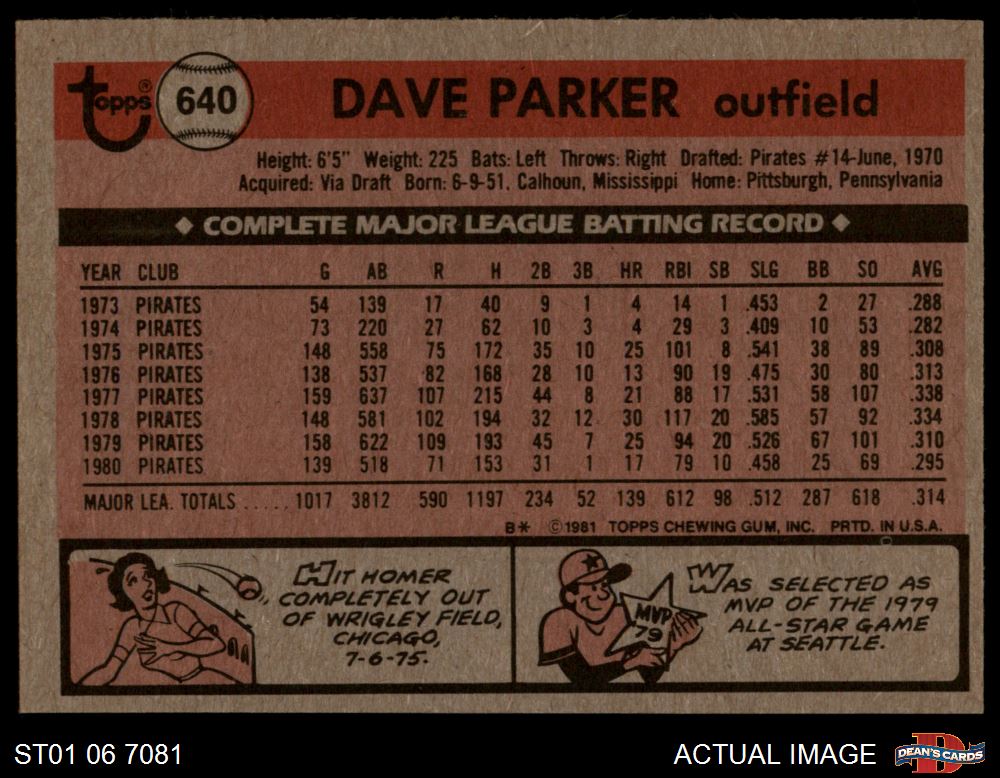 Topps®
640
DAVE PARKER outfield
Height: 6'5" Weight: 225 Bats: Left Throws: Right Drafted: Pirates #14-June, 1970
Acquired: Via Draft Born: 6-9-51, Calhoun, Mississippi Home: Pittsburgh, Pennsylvania
◆ COMPLETE MAJOR LEAGUE BATTING RECORD ◆
YEAR CLUB G AB R H 2B 3B HR RBI SB SLG BB SO AVG
1973 PIRATES 54 139 17 40 9 1 4 14 1 .453 2 27 .288
1974 PIRATES 73 220 27 62 10 3 4 29 3 .409 10 53 .282
1975 PIRATES 148 558 75 172 35 10 25 101 8 .541 38 89 .308
1976 PIRATES 138 537 82 168 28 10 13 90 19 .475 30 80 .313
1977 PIRATES 159 637 107 215 44 8 21 88 17 .531 58 107 .338
1978 PIRATES 148 581 102 194 32 12 30 117 20 .585 57 92 .334
1979 PIRATES 158 622 109 193 45 7 25 94 20 .526 67 101 .310
1980 PIRATES 139 518 71 153 31 1 17 79 10 .458 25 69 .295
MAJOR LEA. TOTALS ..... 1017 3812 590 1197 234 52 139 612 98 .512 287 618 .314
B* ©1981 TOPPS CHEWING GUM, INC. PRTD. IN U.S.A.
HIT HOMER
COMPLETELY OUT
OF WRIGLEY FIELD,
CHICAGO,
7-6-75.
MVP
79
WAS SELECTED AS
MVP OF THE 1979
ALL-STAR GAME
AT SEATTLE.
ST01 06 7081
ACTUAL IMAGE
D
DEAN'S CARDS